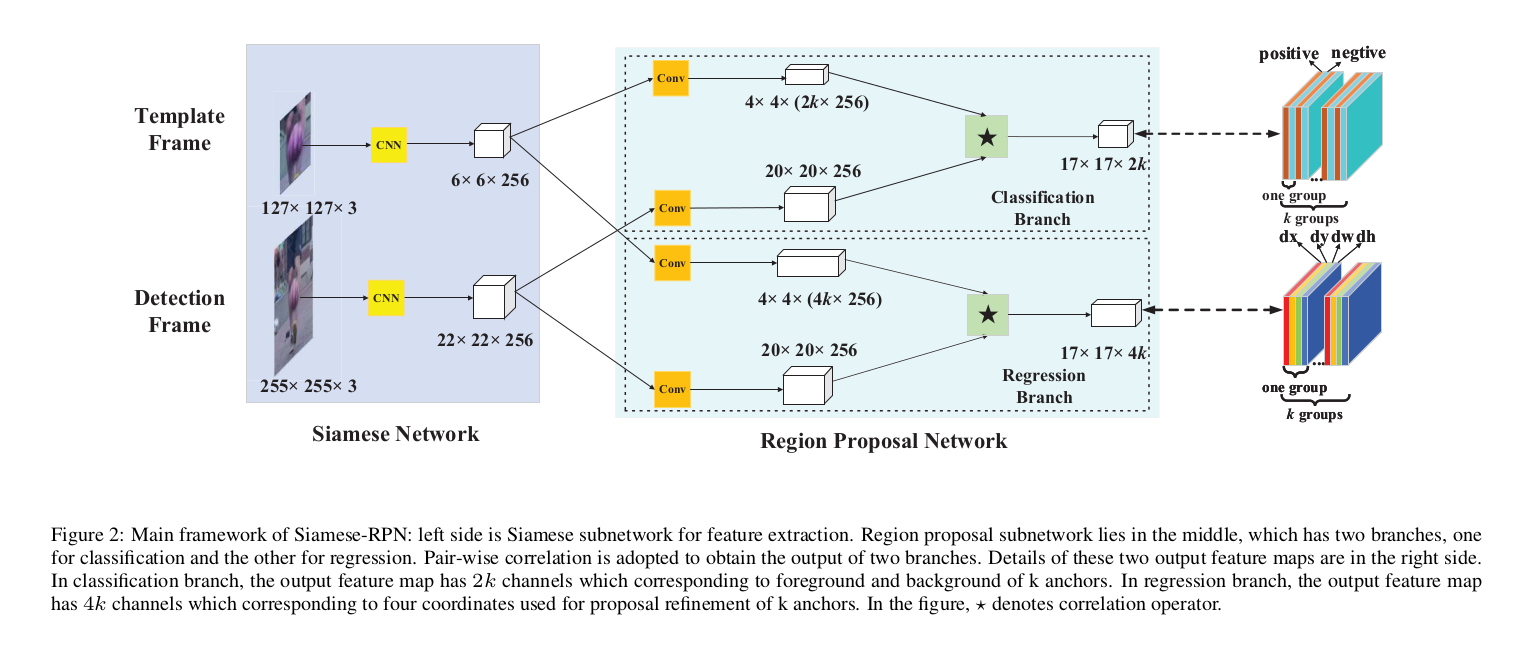 Template
Frame
127× 127× 3
CNN
6× 6× 256
Detection
Frame
255× 255× 3
CNN
22× 22× 256
Siamese Network
Conv
4× 4× (2k× 256)
Conv
20× 20× 256
★
17× 17× 2k
Classification
Branch
Conv
4× 4× (4k× 256)
Conv
20× 20× 256
★
17× 17× 4k
Regression
Branch
Region Proposal Network
positive negtive
...
one group
k groups
dx dy dw dh
...
one group
k groups
Figure 2: Main framework of Siamese-RPN: left side is Siamese subnetwork for feature extraction. Region proposal subnetwork lies in the middle, which has two branches, one
for classification and the other for regression. Pair-wise correlation is adopted to obtain the output of two branches. Details of these two output feature maps are in the right side.
In classification branch, the output feature map has 2k channels which corresponding to foreground and background of k anchors. In regression branch, the output feature map
has 4k channels which corresponding to four coordinates used for proposal refinement of k anchors. In the figure, ⋆ denotes correlation operator.